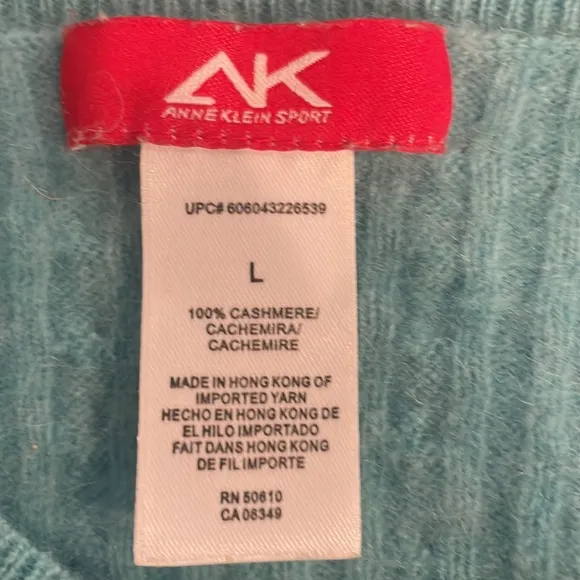 AK
ANNE KLEIN SPORT
UPC# 606043226539
L
100% CASHMERE/
CACHEMIRA/
CACHEMIRE
MADE IN HONG KONG OF
IMPORTED YARN
HECHO EN HONG KONG DE
EL HILO IMPORTADO
FAIT DANS HONG KONG
DE FIL IMPORTE
RN 50610
CA 06349